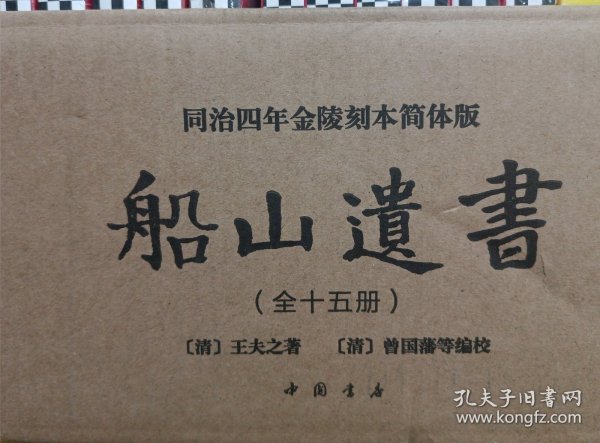 同治四年金陵刻本简体版
船山遺書
（全十五册）
〔清〕王夫之著 〔清〕曾国藩等编校
中国书店
孔夫子旧书网
www.kongfz.com